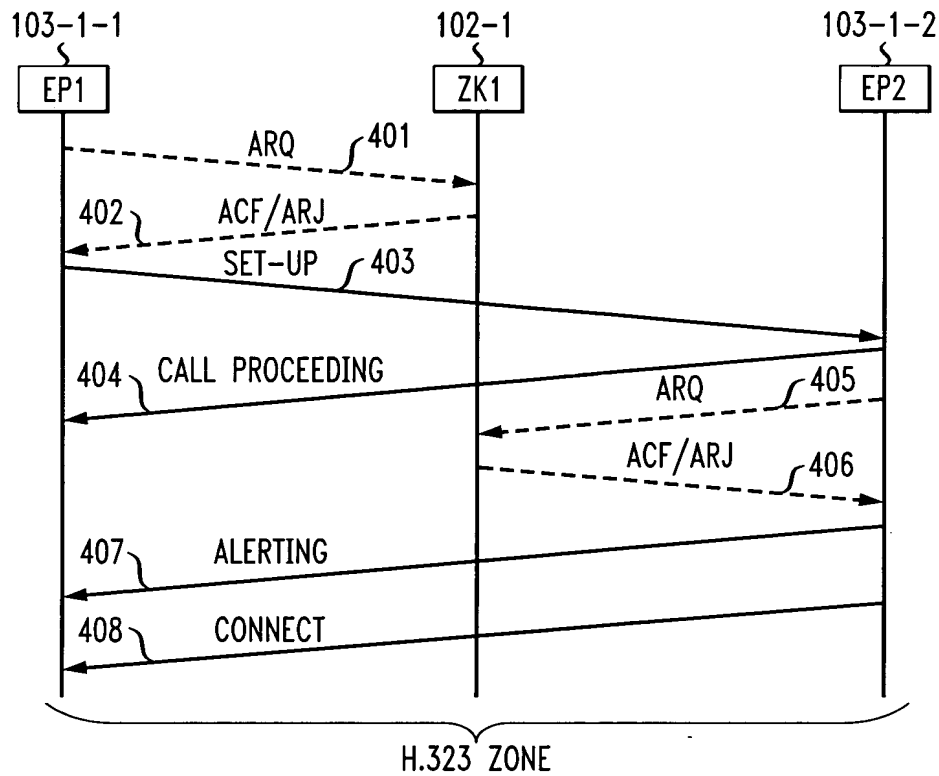 103-1-1 102-1 103-1-2
EP1 ZK1 EP2
ARQ 401
402 ACF/ARJ
SET-UP 403
404 CALL PROCEEDING
ARQ 405
ACF/ARJ 406
407 ALERTING
408 CONNECT
H.323 ZONE